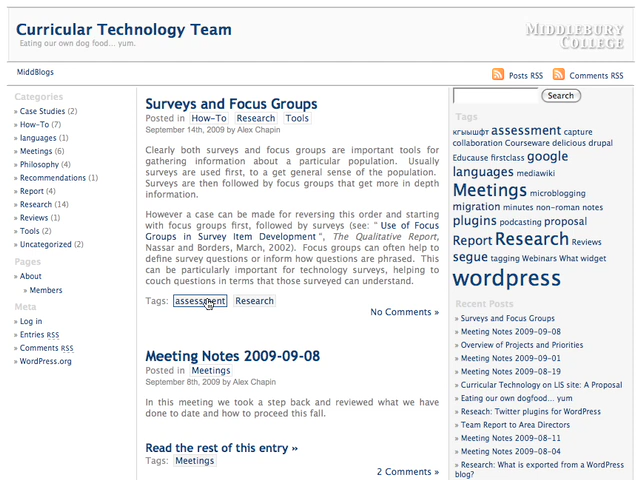 Curricular Technology Team
Eating our own dog food... yum.
MIDDLEBURY
COLLEGE
MiddBlogs
Posts RSS
Comments RSS
Categories
» Case Studies (2)
» How-To (7)
» languages (1)
» Meetings (6)
» Philosophy (4)
» Recommendations (1)
» Report (4)
» Research (14)
» Reviews (1)
» Tools (2)
» Uncategorized (2)
Pages
» About
» Members
Meta
» Log in
» Entries RSS
» Comments RSS
» WordPress.org
Surveys and Focus Groups
Posted in How-To Research Tools
September 14th, 2009 by Alex Chapin
Clearly both surveys and focus groups are important tools for
gathering information about a particular population. Usually
surveys are used first, to a get general sense of the population.
Surveys are then followed by focus groups that get more in depth
information.
However a case can be made for reversing this order and starting
with focus groups first, followed by surveys (see: "Use of Focus
Groups in Survey Item Development", The Qualitative Report,
Nassar and Borders, March, 2002). Focus groups can often help to
define survey questions or inform how questions are phrased. This
can be particularly important for technology surveys, helping to
couch questions in terms that those surveyed can understand.
Tags: assessment Research
No Comments »
Meeting Notes 2009-09-08
Posted in Meetings
September 8th, 2009 by Alex Chapin
In this meeting we took a step back and reviewed what we have
done to date and how to proceed this fall.
Read the rest of this entry »
Tags: Meetings
2 Comments »
Search
Tags
assessment capture
collaboration Courseware delicious drupal
Educause firstclass google
languages mediawiki
Meetings microblogging
migration minutes non-roman notes
plugins podcasting proposal
Report Research Reviews
segue tagging Webinars What widget
wordpress
Recent Posts
» Surveys and Focus Groups
» Meeting Notes 2009-09-08
» Overview of Projects and Priorities
» Meeting Notes 2009-09-01
» Meeting Notes 2009-08-19
» Curricular Technology on LIS site: A Proposal
» Eating our own dogfood... yum
» Reseach: Twitter plugins for WordPress
» Team Report to Area Directors
» Meeting Notes 2009-08-11
» Meeting Notes 2009-08-04
» Research: What is exported from a WordPress
blog?